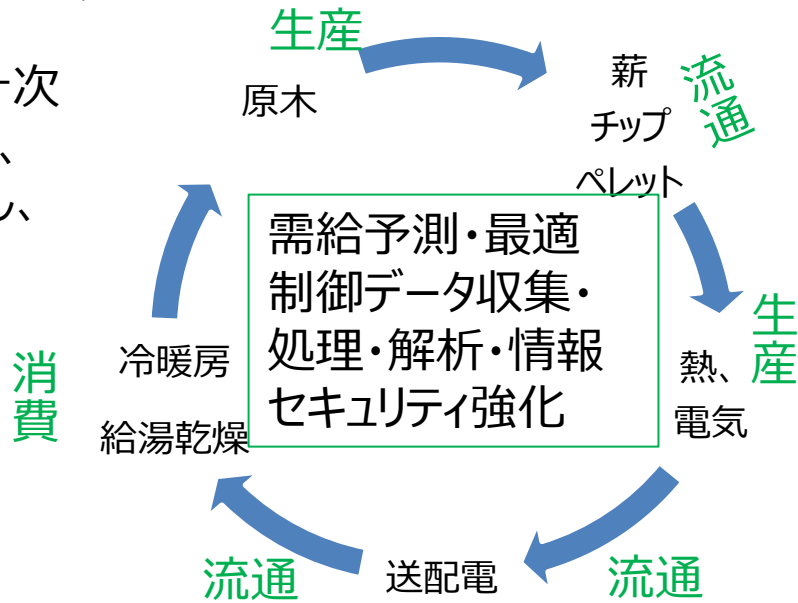 生産
次
原木
薪
チップ
ペレット
流通
、
需給予測・最適
制御データ収集・
処理・解析・情報
セキュリティ強化
生産
熱、
電気
冷暖房
給湯乾燥
消費
流通
送配電
流通